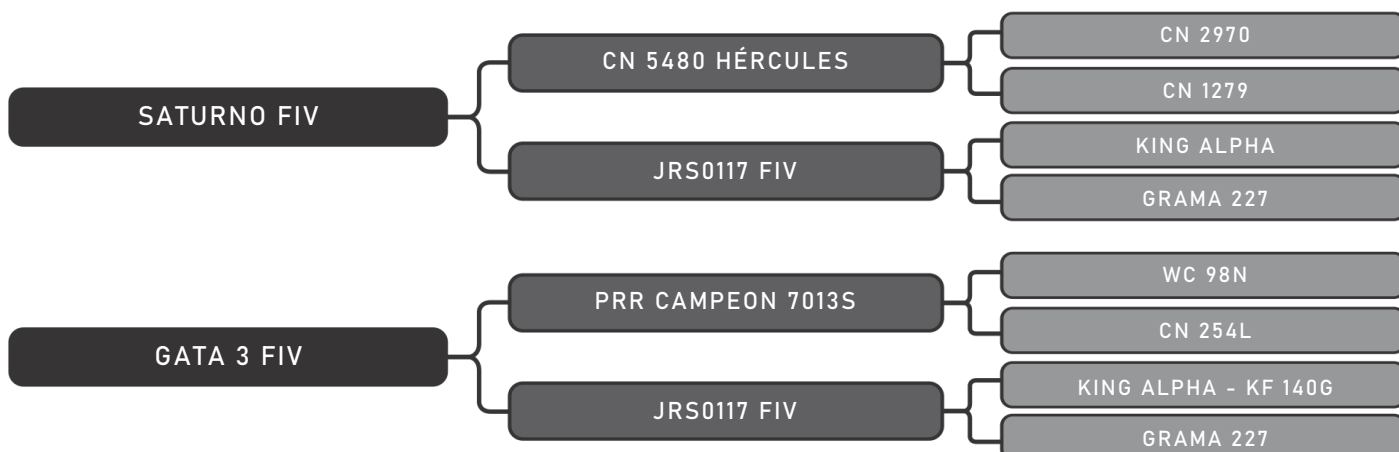 SATURNO FIV
CN 5480 HÉRCULES
JRS0117 FIV
CN 2970
CN 1279
KING ALPHA
GRAMA 227
GATA 3 FIV
PRR CAMPEON 7013S
JRS0117 FIV
WC 98N
CN 254L
KING ALPHA - KF 140G
GRAMA 227